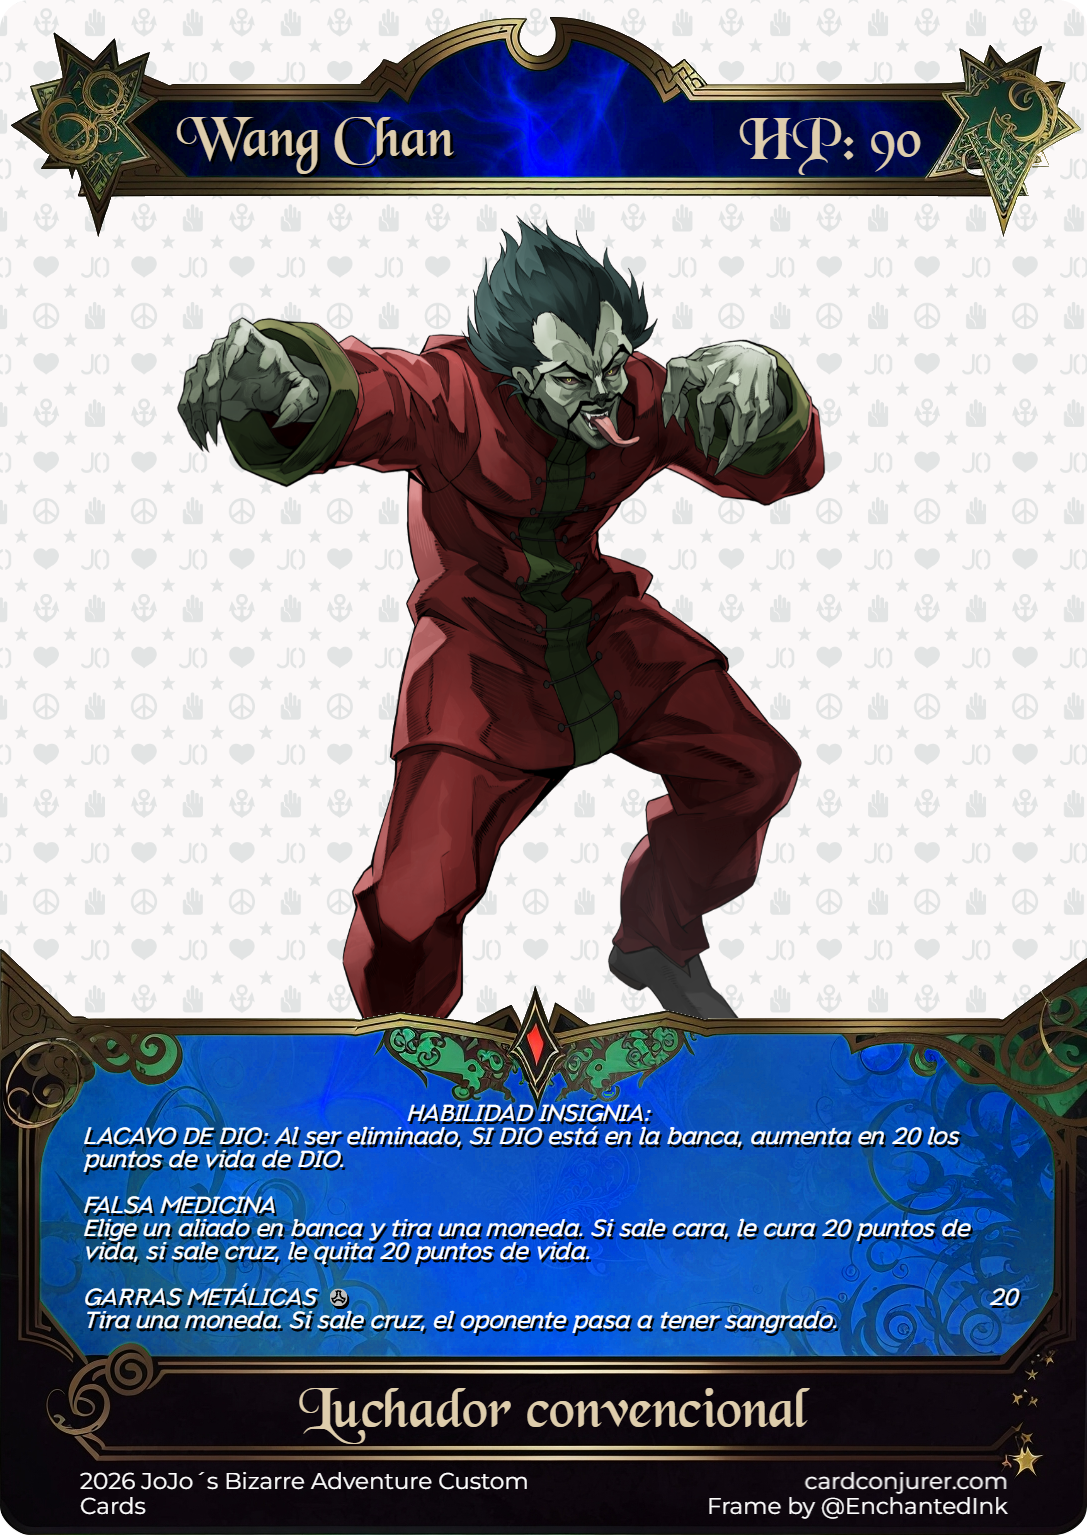 Wang Chan
HP: 90
HABILIDAD INSIGNIA:
LACAYO DE DIO: Al ser eliminado, SI DIO está en la banca, aumenta en 20 los
puntos de vida de DIO.
FALSA MEDICINA
Elige un aliado en banca y tira una moneda. Si sale cara, le cura 20 puntos de
vida, si sale cruz, le quita 20 puntos de vida.
GARRAS METÁLICAS 20
Tira una moneda. Si sale cruz, el oponente pasa a tener sangrado.
Luchador convencional
2026 JoJo´s Bizarre Adventure Custom
Cards
cardconjurer.com
Frame by @EnchantedInk